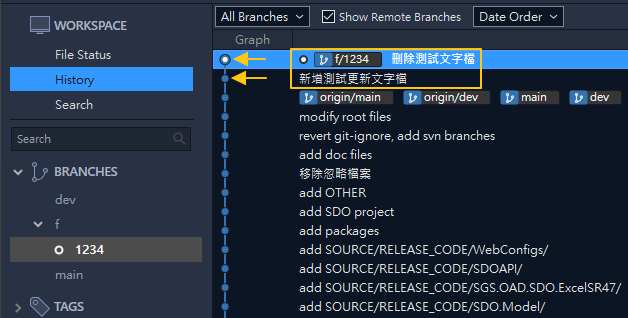 WORKSPACE
File Status
History
Search
Search
BRANCHES
dev
f
1234
main
TAGS
All Branches Show Remote Branches Date Order
Graph
f/1234 刪除測試文字檔
新增測試更新文字檔
origin/main origin/dev main dev
modify root files
revert git-ignore, add svn branches
add doc files
移除忽略檔案
add OTHER
add SDO project
add packages
add SOURCE/RELEASE_CODE/WebConfigs/
add SOURCE/RELEASE_CODE/SDOAPI/
add SOURCE/RELEASE_CODE/SGS.OAD.SDO.ExcelSR47/
add SOURCE/RELEASE_CODE/SDO.Model/